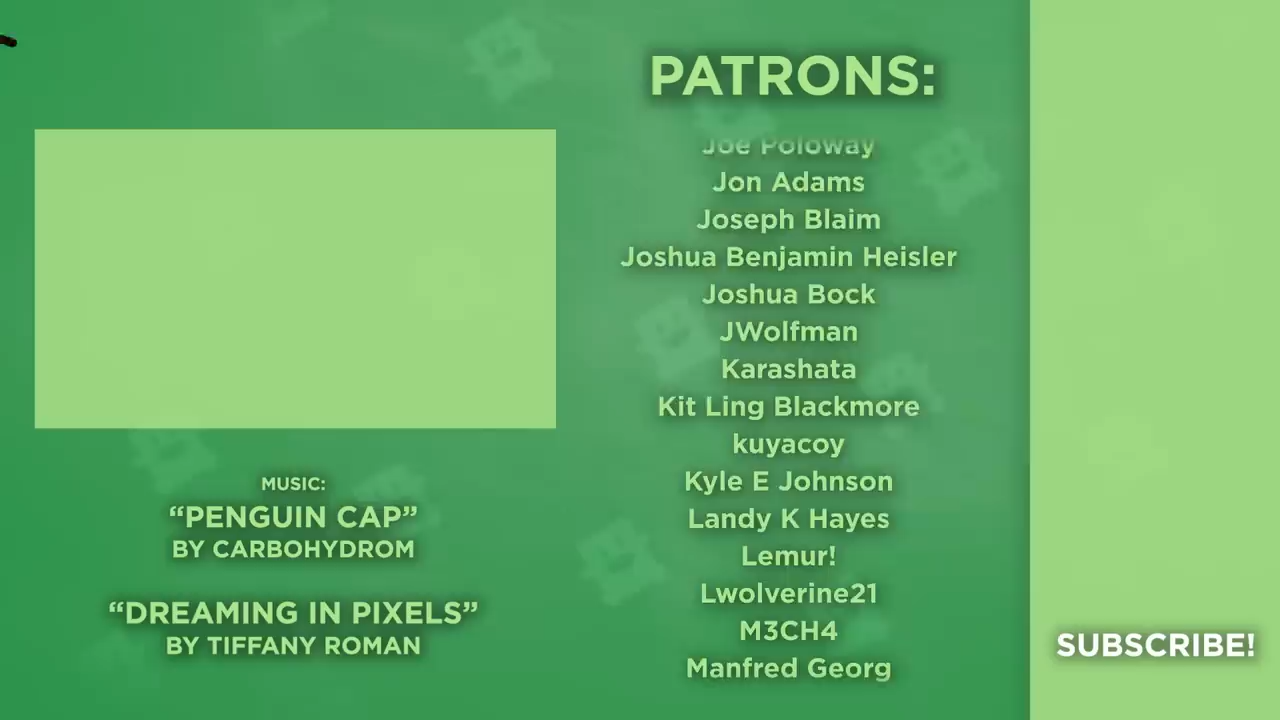 PATRONS:
Joe Poloway
Jon Adams
Joseph Blaim
Joshua Benjamin Heisler
Joshua Bock
JWolfman
Karashata
Kit Ling Blackmore
kuyacoy
Kyle E Johnson
Landy K Hayes
Lemur!
Lwolverine21
M3CH4
Manfred Georg
MUSIC:
“PENGUIN CAP”
BY CARBOHYDROM
“DREAMING IN PIXELS”
BY TIFFANY ROMAN
SUBSCRIBE!